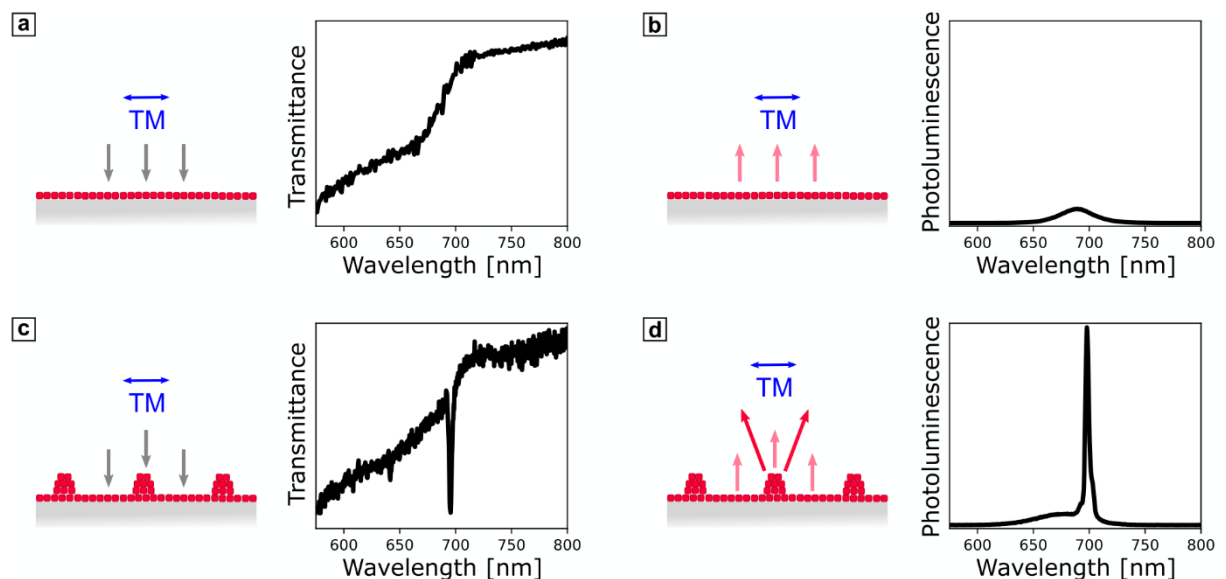 a
TM
Transmittance
600 650 700 750 800
Wavelength [nm]
b
TM
Photoluminescence
600 650 700 750 800
Wavelength [nm]
c
TM
Transmittance
600 650 700 750 800
Wavelength [nm]
d
TM
Photoluminescence
600 650 700 750 800
Wavelength [nm]